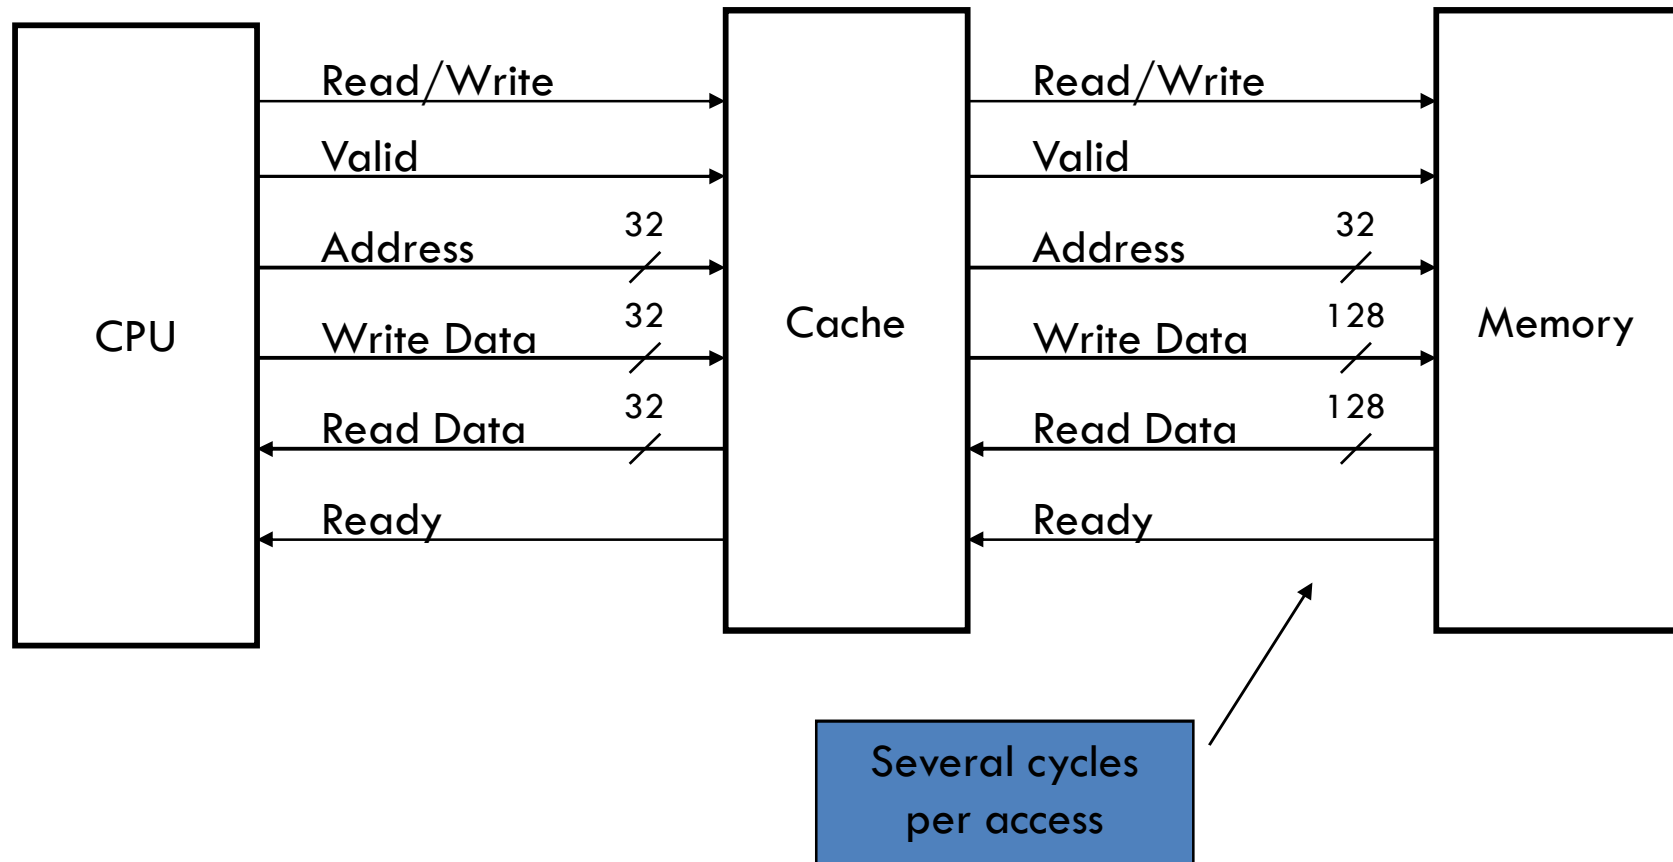 Read/Write
Read/Write
Valid
Valid
32
32
Address
Address
32
128
CPU
Write Data
Cache
Write Data
Memory
32
128
Read Data
Read Data
Ready
Ready
Several cycles
per access